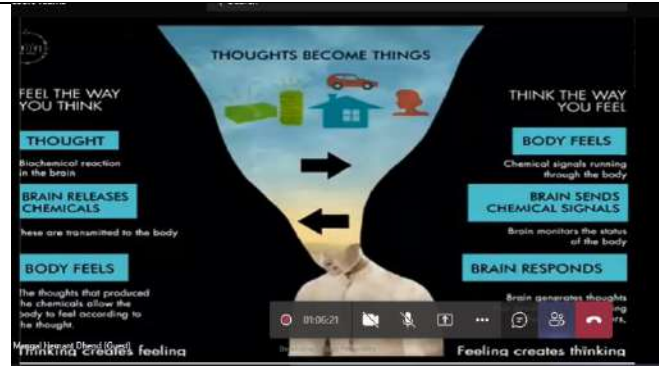 THOUGHTS BECOME THINGS
FEEL THE WAY
YOU THINK
THOUGHT
Biochemical reaction
in the brain
BRAIN RELEASES
CHEMICALS
These are transmitted to the body
BODY FEELS
The thoughts that produced
the chemicals allow the
body to feel according to
the thought.
Thinking creates feeling
THINK THE WAY
YOU FEEL
BODY FEELS
Chemical signals running
through the body
BRAIN SENDS
CHEMICAL SIGNALS
Brain monitors the status
of the body
BRAIN RESPONDS
Brain generates thoughts
Feeling creates thinking
01:06:21
(Guest)